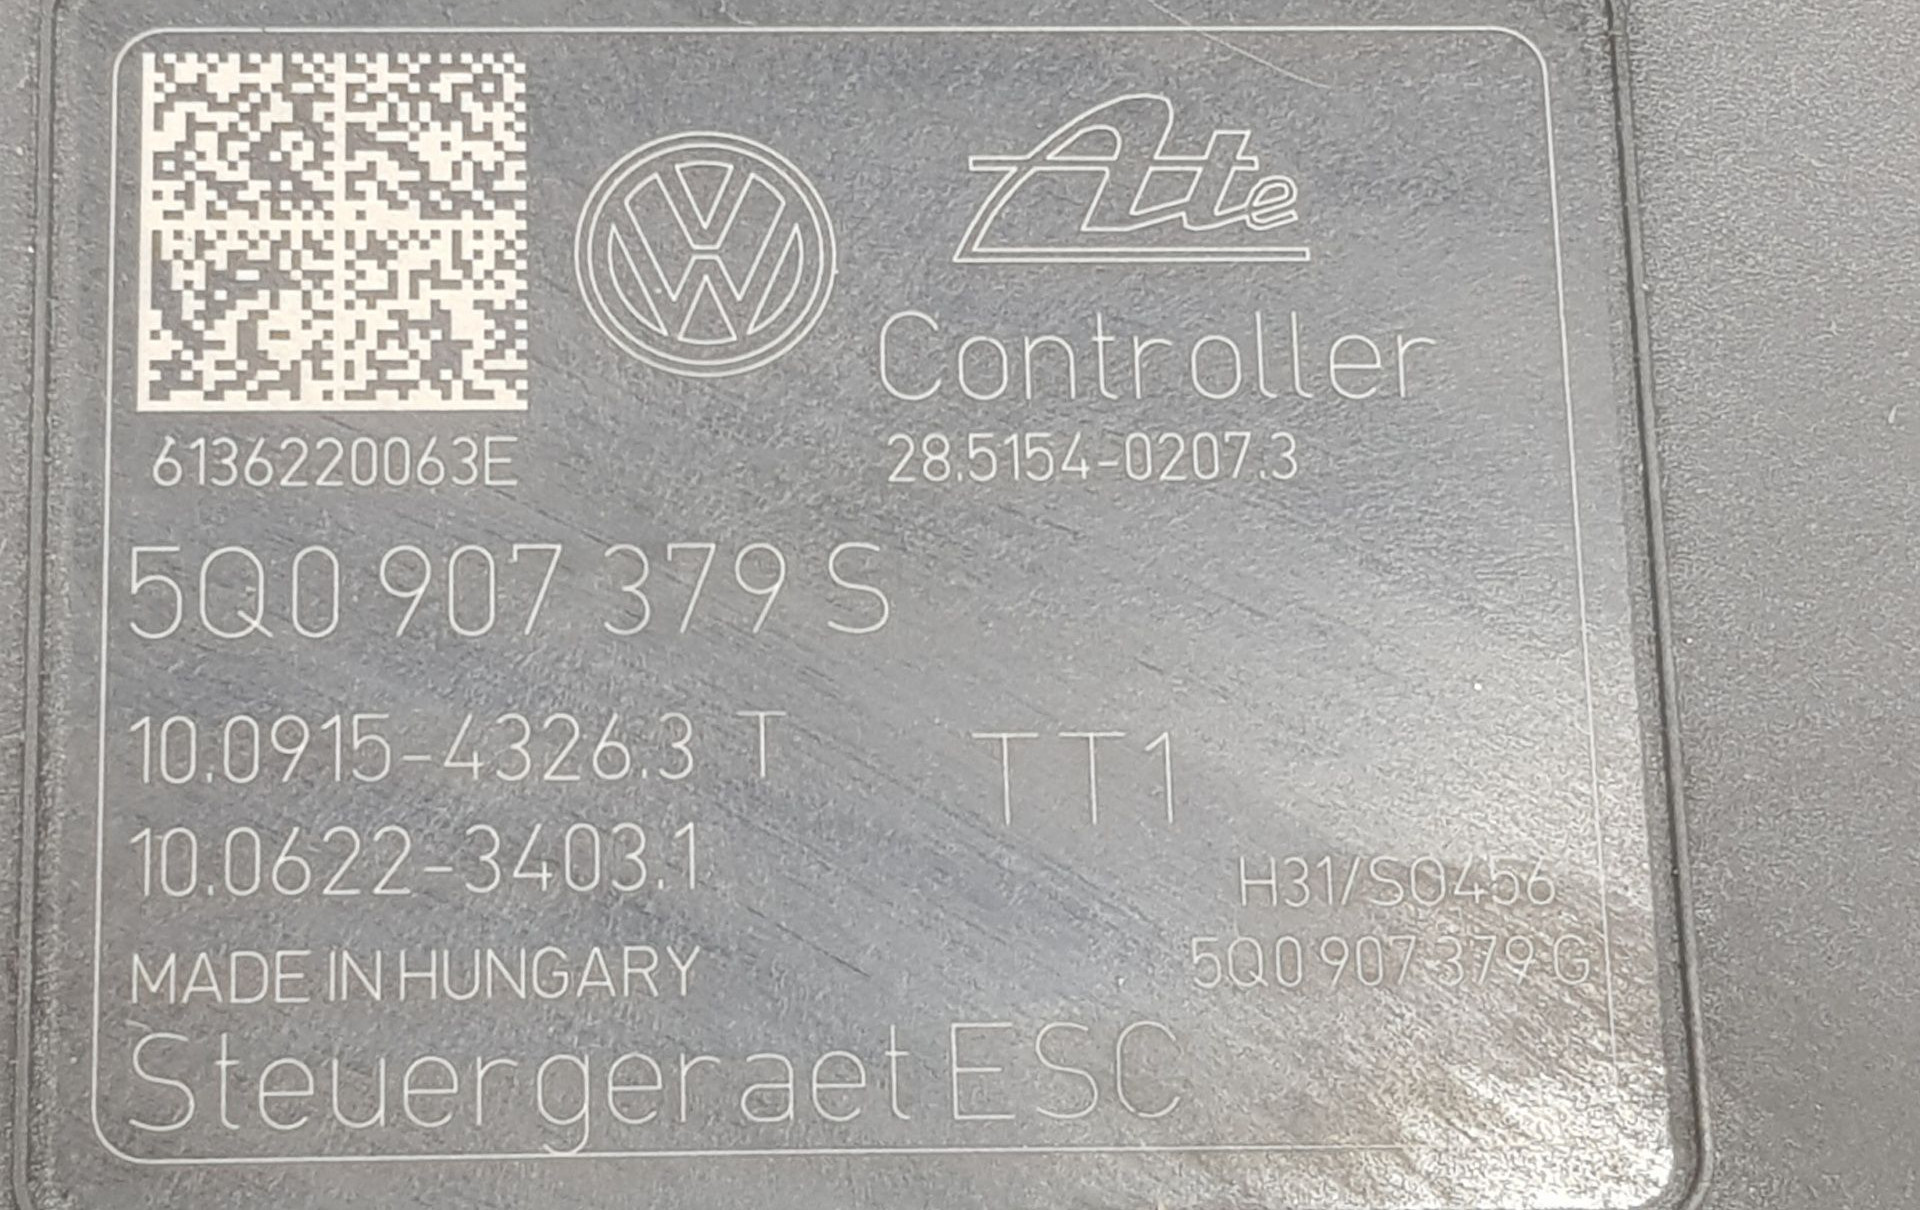 Ate
Controller
6136220063E
28.5154-0207.3
5Q0 907 379 S
10.0915-4326.3 T
TT1
10.0622-3403.1
H31/SO456
MADE IN HUNGARY
5Q0 907 379 G
Steuergeraet ESC